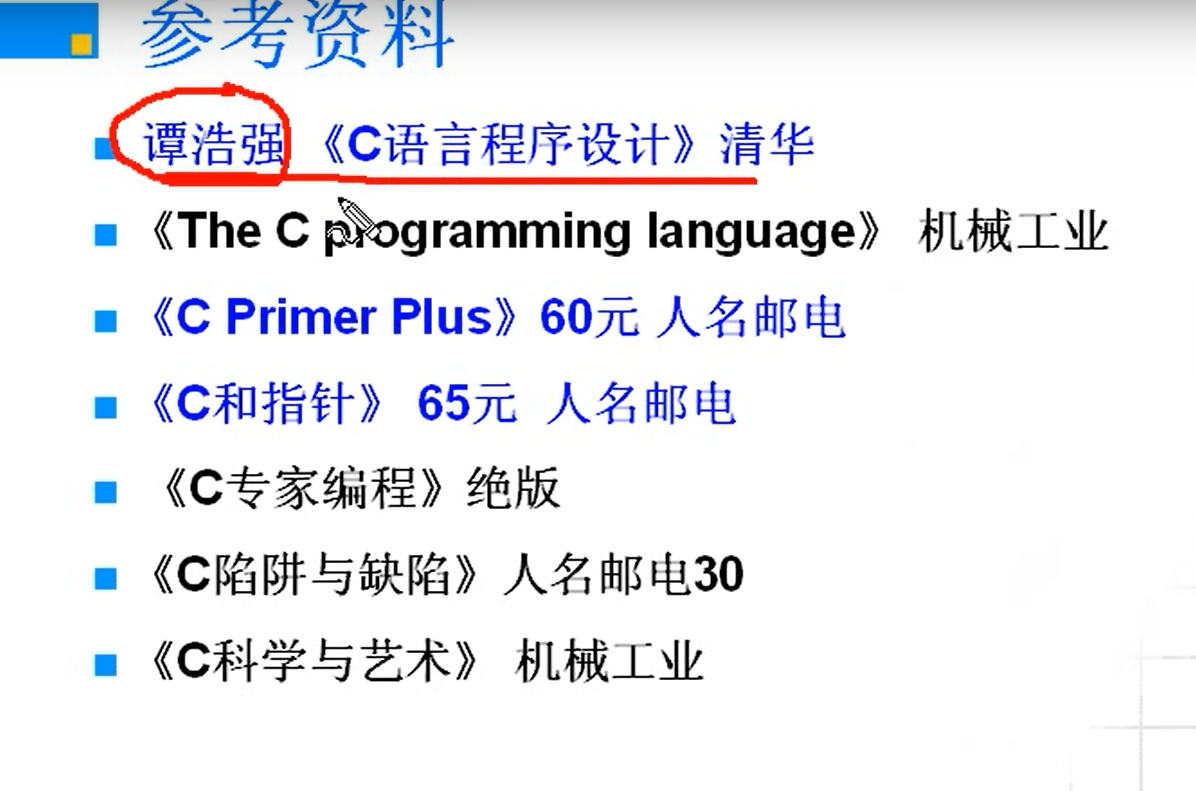 参考资料
谭浩强 《C语言程序设计》清华
《The C programming language》 机械工业
《C Primer Plus》60元 人名邮电
《C和指针》 65元 人名邮电
《C专家编程》绝版
《C陷阱与缺陷》人名邮电30
《C科学与艺术》 机械工业